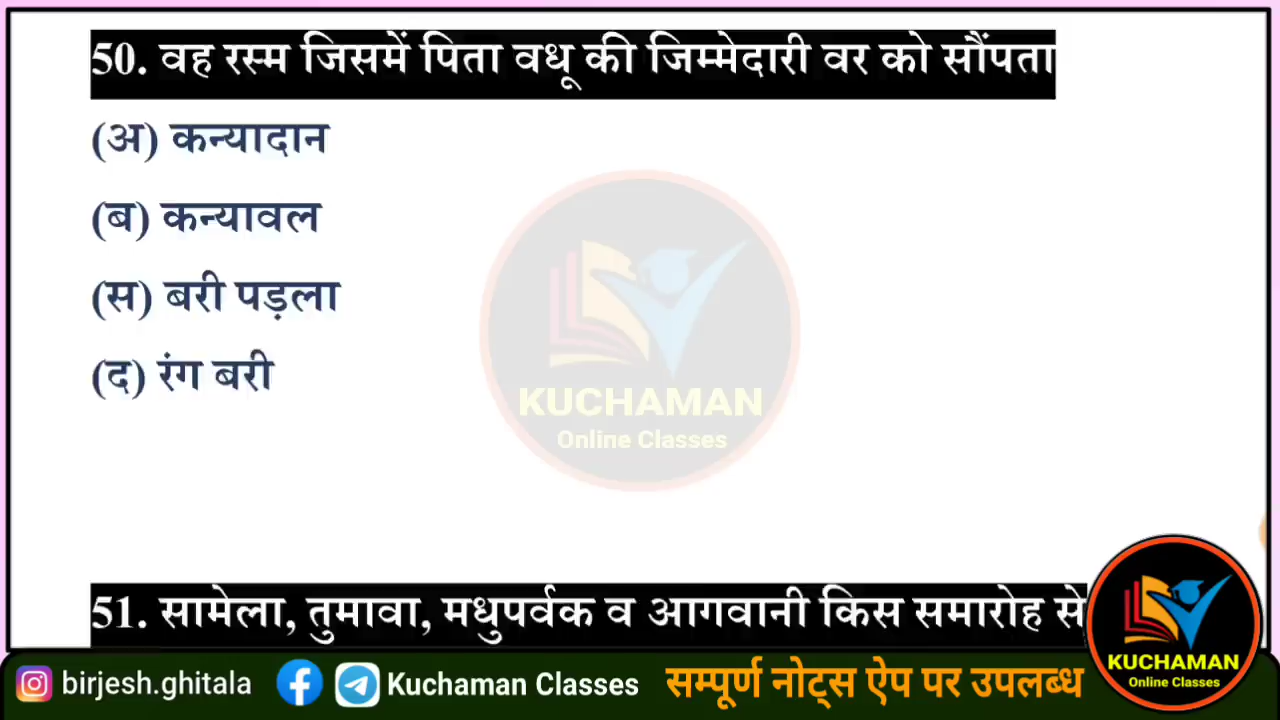 50. वह रस्म जिसमें पिता वधू की जिम्मेदारी वर को सौंपता
(अ) कन्यादान
(ब) कन्यावल
(स) बरी पड़ला
(द) रंग बरी
KUCHAMAN
Online Classes
51. सामेला, तुमावा, मधुपर्वक व आगवानी किस समारोह से
KUCHAMAN
Online Classes
birjesh.ghitala
Kuchaman Classes
सम्पूर्ण नोट्स ऐप पर उपलब्ध